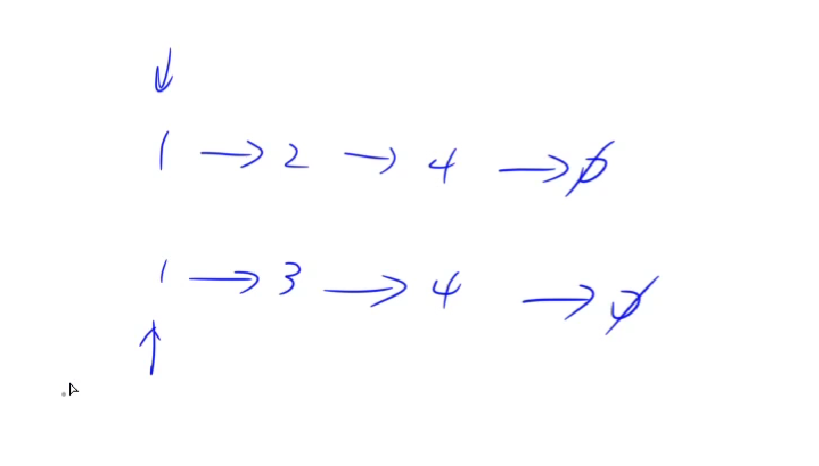 ↓
1 → 2 → 4 → ∅
1 → 3 → 4 → ∅
↑